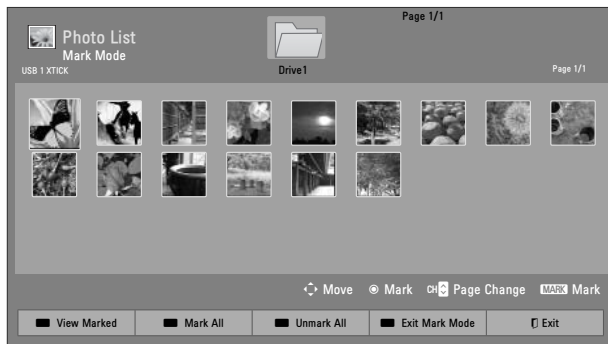 Page 1/1
Photo List
Mark Mode
USB 1 XTICK
Drive1
Page 1/1
Move Mark CH Page Change MARK Mark
View Marked Mark All Unmark All Exit Mark Mode Exit